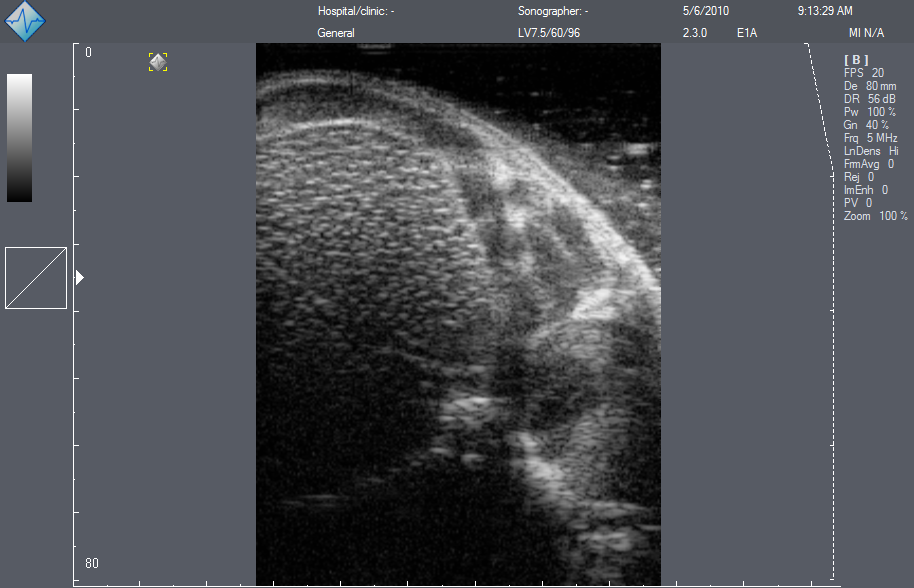 Hospital/clinic: - Sonographer: - 5/6/2010 9:13:29 AM
General LV7.5/60/96 2.3.0 E1A MI N/A
0
[ B ]
FPS 20
De 80 mm
DR 56 dB
Pw 100 %
Gn 40 %
Frq 5 MHz
LnDens Hi
FrmAvg 0
Rej 0
ImEnh 0
PV 0
Zoom 100 %
80